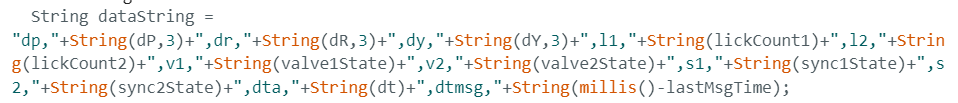 String dataString =
"dp,"+String(dP,3)+",dr,"+String(dR,3)+",dy,"+String(dY,3)+",l1,"+String(lickCount1)+",l2,"+Strin
g(lickCount2)+",v1,"+String(valve1State)+",v2,"+String(valve2State)+",s1,"+String(sync1State)+",s
2,"+String(sync2State)+",dta,"+String(dt)+",dtmsg,"+String(millis()-lastMsgTime);